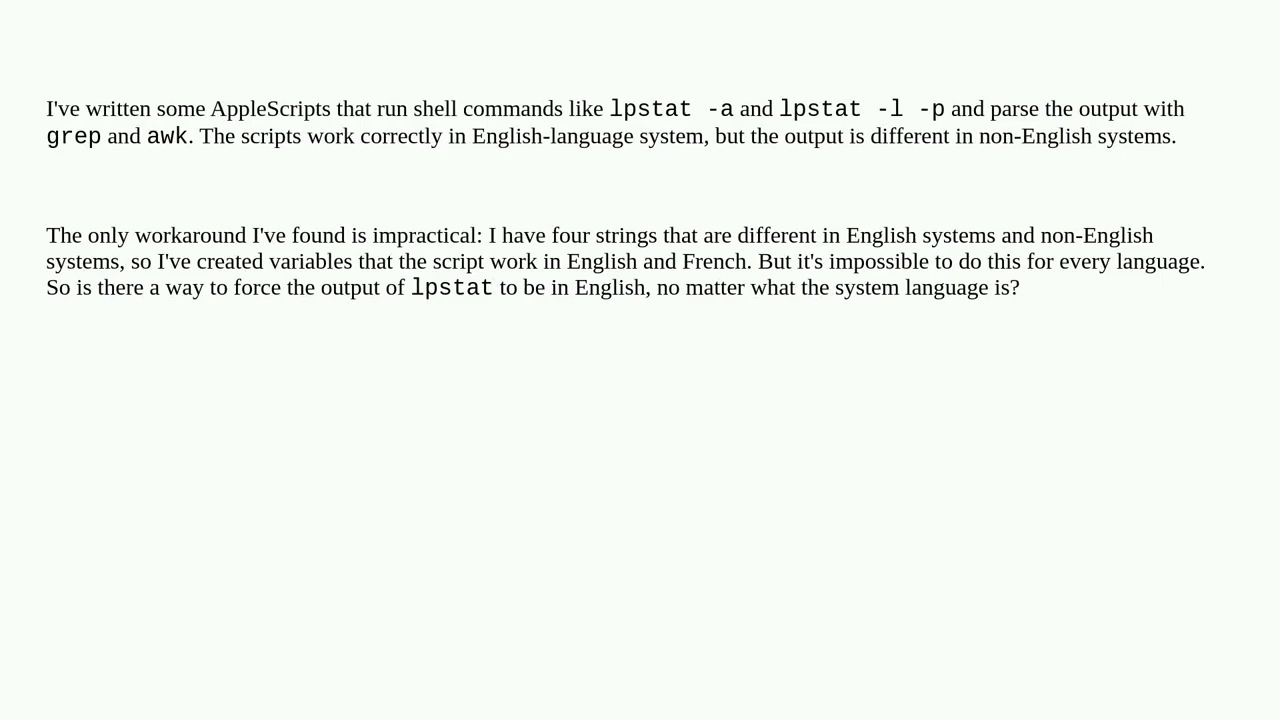 I've written some AppleScripts that run shell commands like lpstat -a and lpstat -l -p and parse the output with
grep and awk. The scripts work correctly in English-language system, but the output is different in non-English systems.
The only workaround I've found is impractical: I have four strings that are different in English systems and non-English
systems, so I've created variables that the script work in English and French. But it's impossible to do this for every language.
So is there a way to force the output of lpstat to be in English, no matter what the system language is?